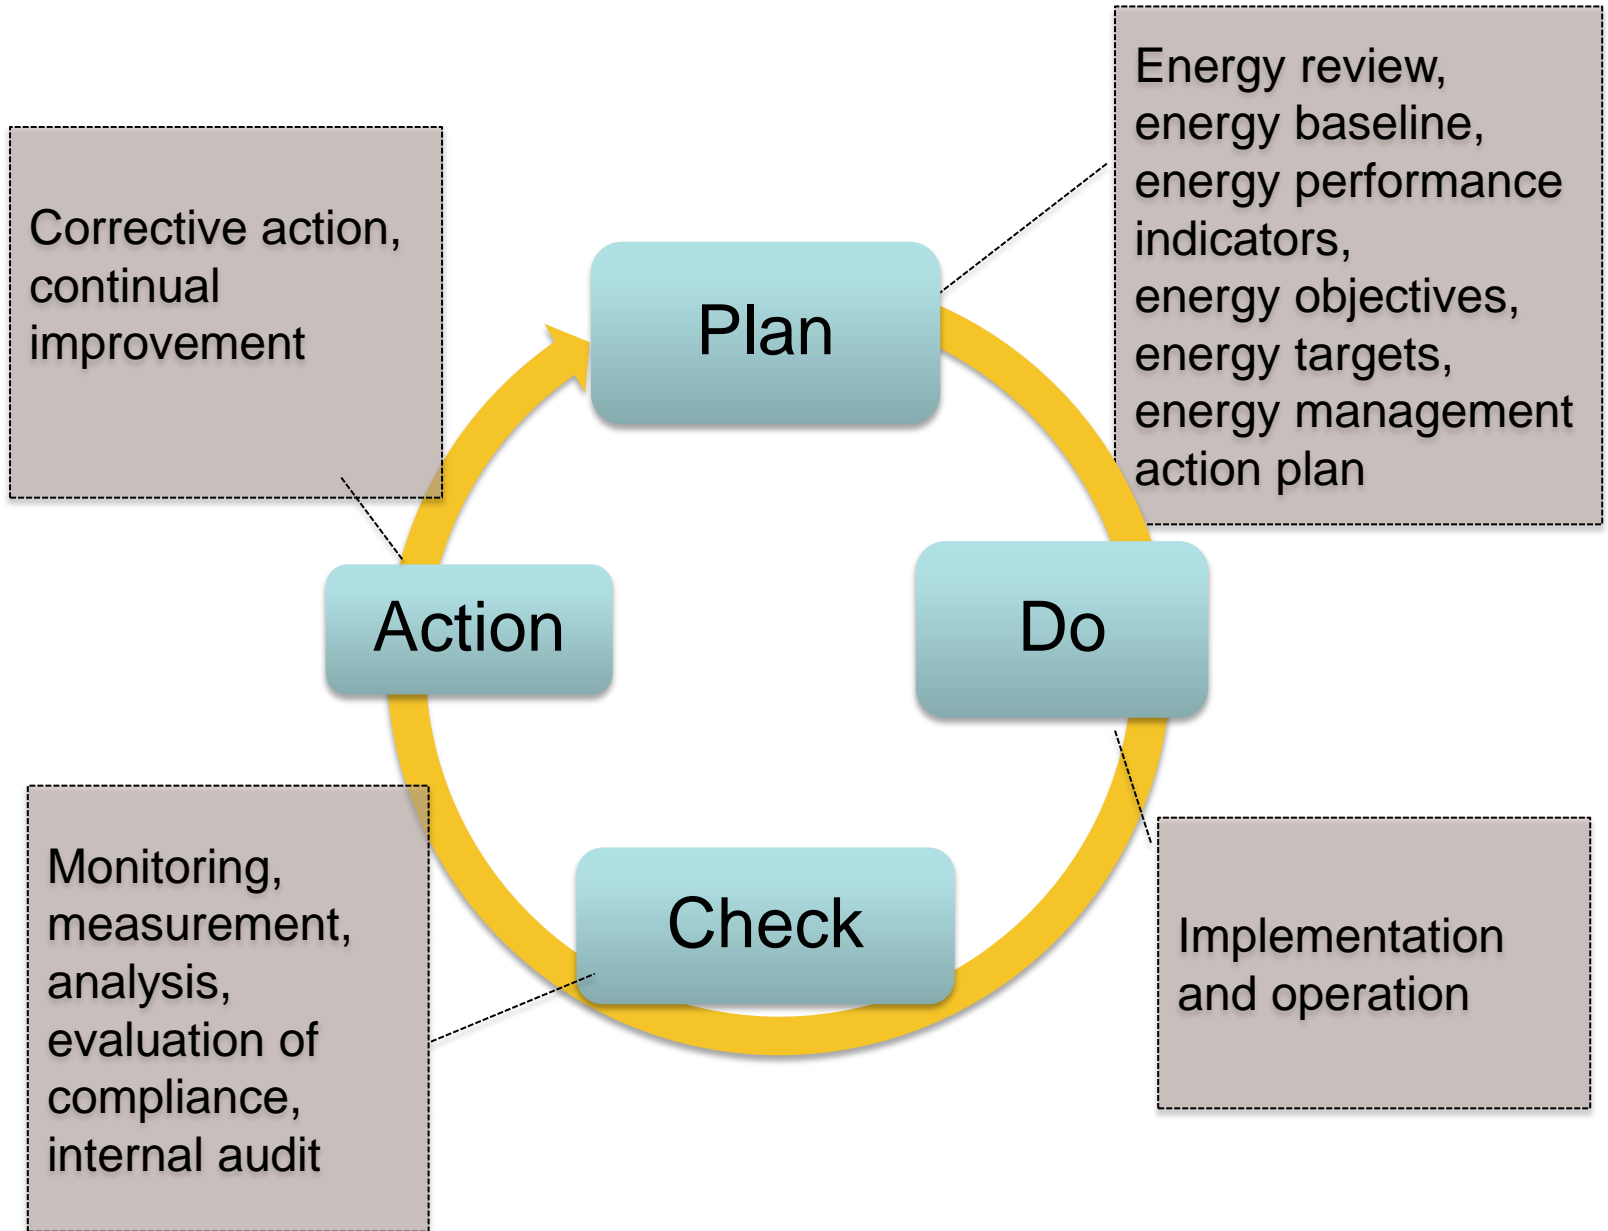 Energy review,
energy baseline,
energy performance
indicators,
energy objectives,
energy targets,
energy management
action plan
Corrective action,
continual
improvement
Plan
Action
Do
Check
Monitoring,
measurement,
analysis,
evaluation of
compliance,
internal audit
Implementation
and operation